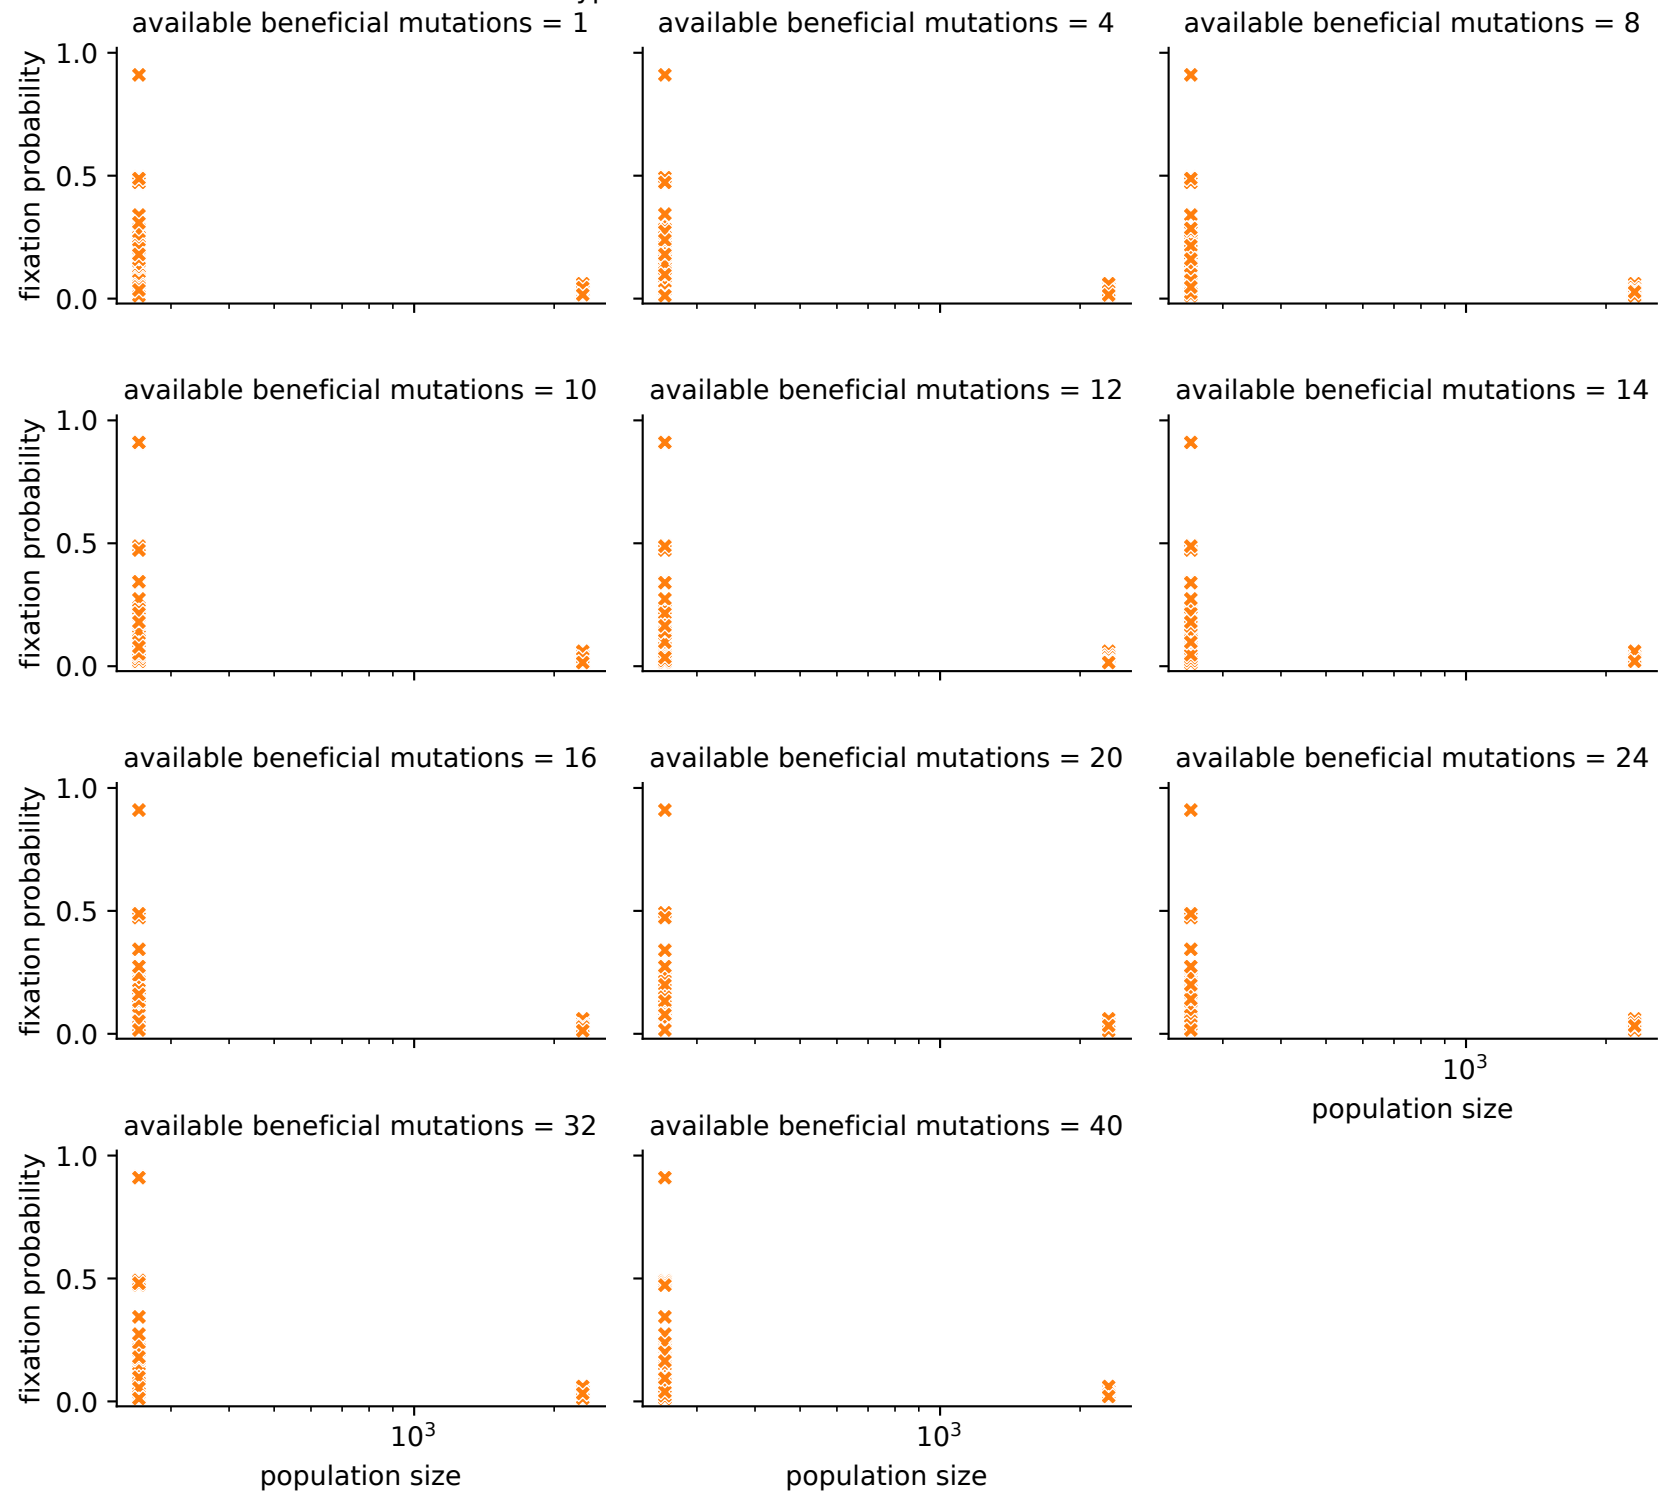 available beneficial mutations = 1
available beneficial mutations = 4
available beneficial mutations = 8
fixation probability
1.0
0.5
0.0
available beneficial mutations = 10
available beneficial mutations = 12
available beneficial mutations = 14
fixation probability
1.0
0.5
0.0
available beneficial mutations = 16
available beneficial mutations = 20
available beneficial mutations = 24
fixation probability
1.0
0.5
0.0
10³
population size
available beneficial mutations = 32
available beneficial mutations = 40
fixation probability
1.0
0.5
0.0
10³
10³
population size
population size